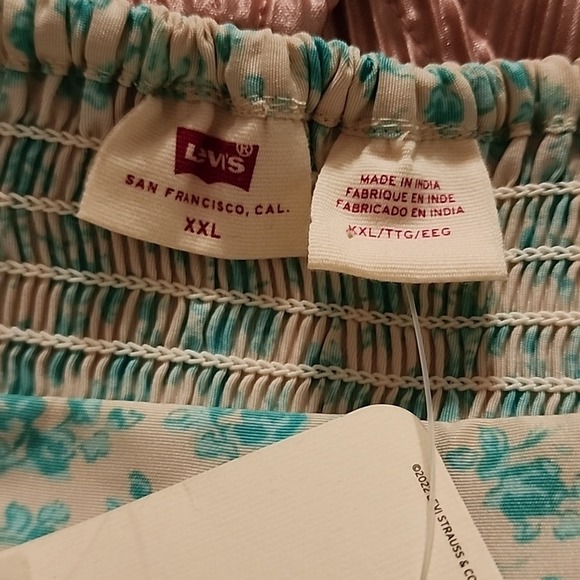 LEVI'S®
SAN FRANCISCO, CAL.
XXL
MADE IN INDIA
FABRIQUE EN INDE
FABRICADO EN INDIA
XXL/TTG/EEG
©2022 LEVI STRAUSS & CO